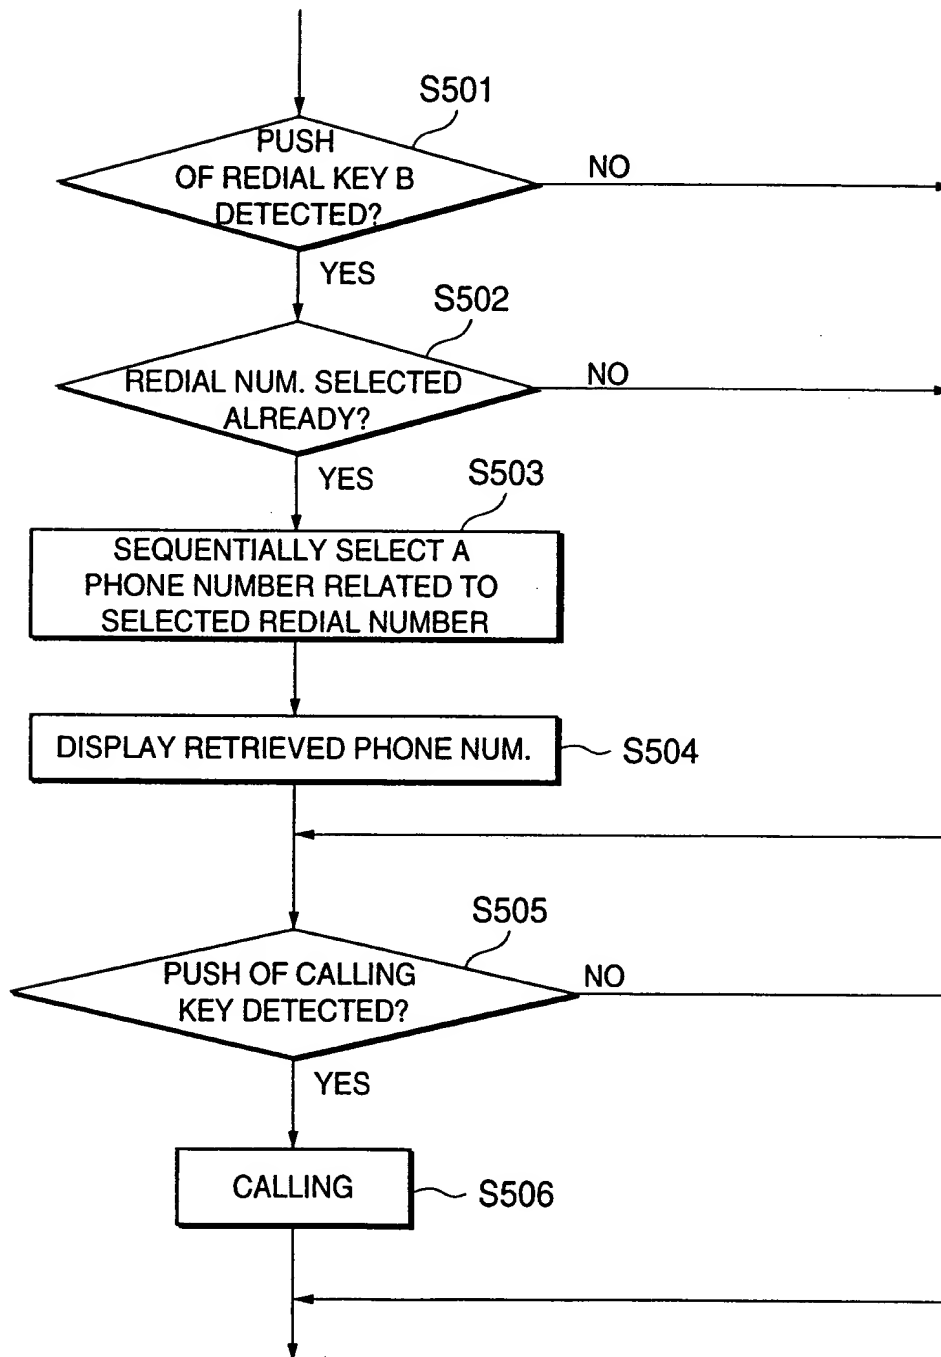 S501
PUSH
OF REDIAL KEY B
DETECTED?
NO
YES
S502
REDIAL NUM. SELECTED
ALREADY?
NO
YES
S503
SEQUENTIALLY SELECT A
PHONE NUMBER RELATED TO
SELECTED REDIAL NUMBER
DISPLAY RETRIEVED PHONE NUM.
S504
S505
PUSH OF CALLING
KEY DETECTED?
NO
YES
CALLING
S506